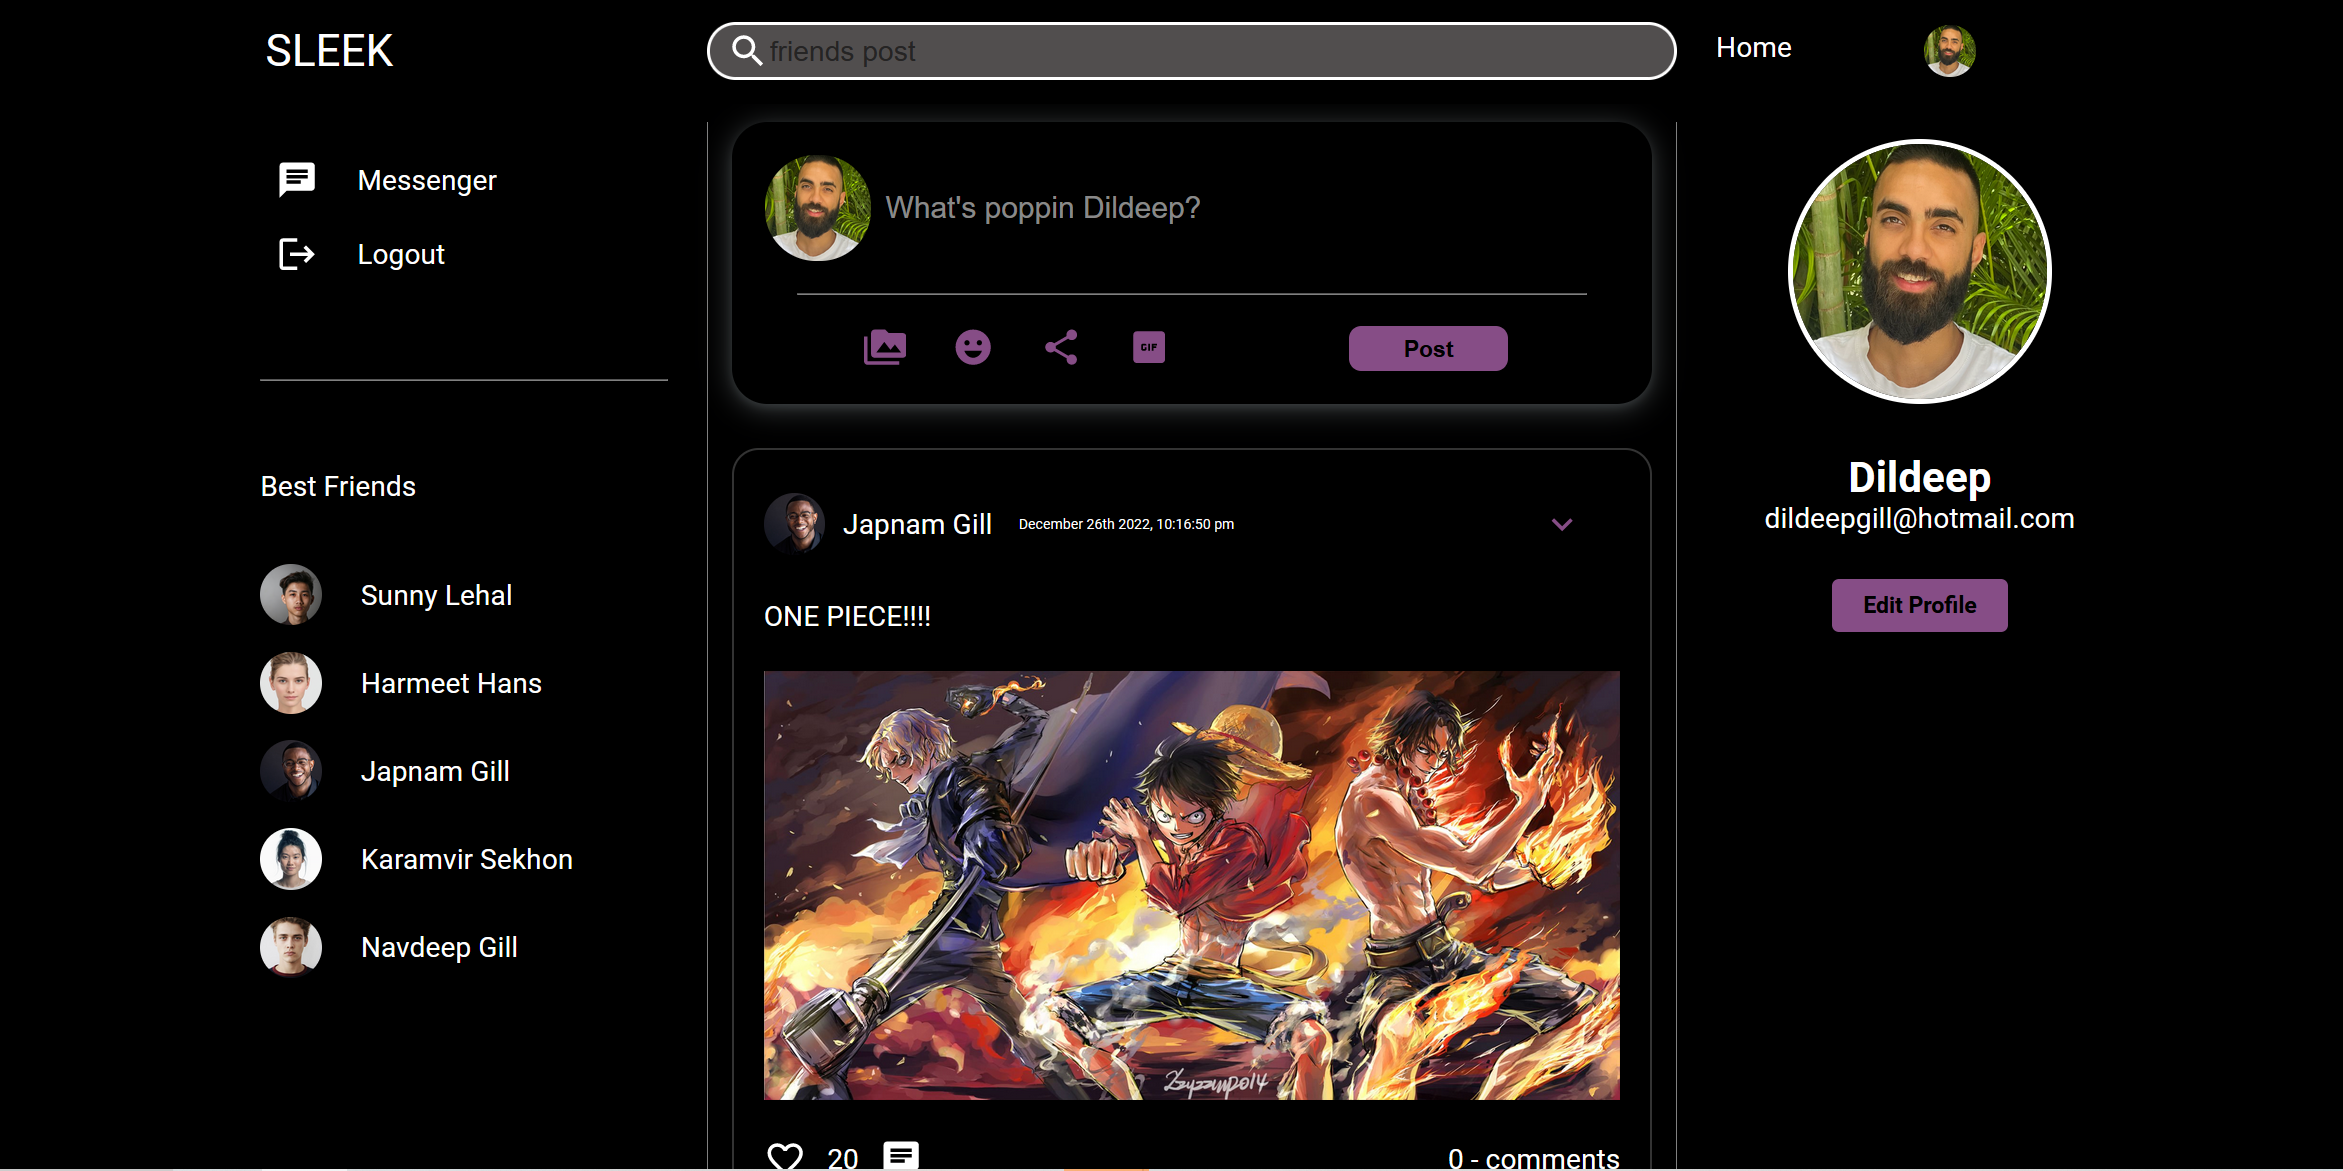 SLEEK
friends post
Home
Messenger
Logout
Best Friends
Sunny Lehal
Harmeet Hans
Japnam Gill
Karamvir Sekhon
Navdeep Gill
What's poppin Dildeep?
GIF
Post
Japnam Gill December 26th 2022, 10:16:50 pm
ONE PIECE!!!!
20
0 - comments
Dildeep
dildeepgill@hotmail.com
Edit Profile